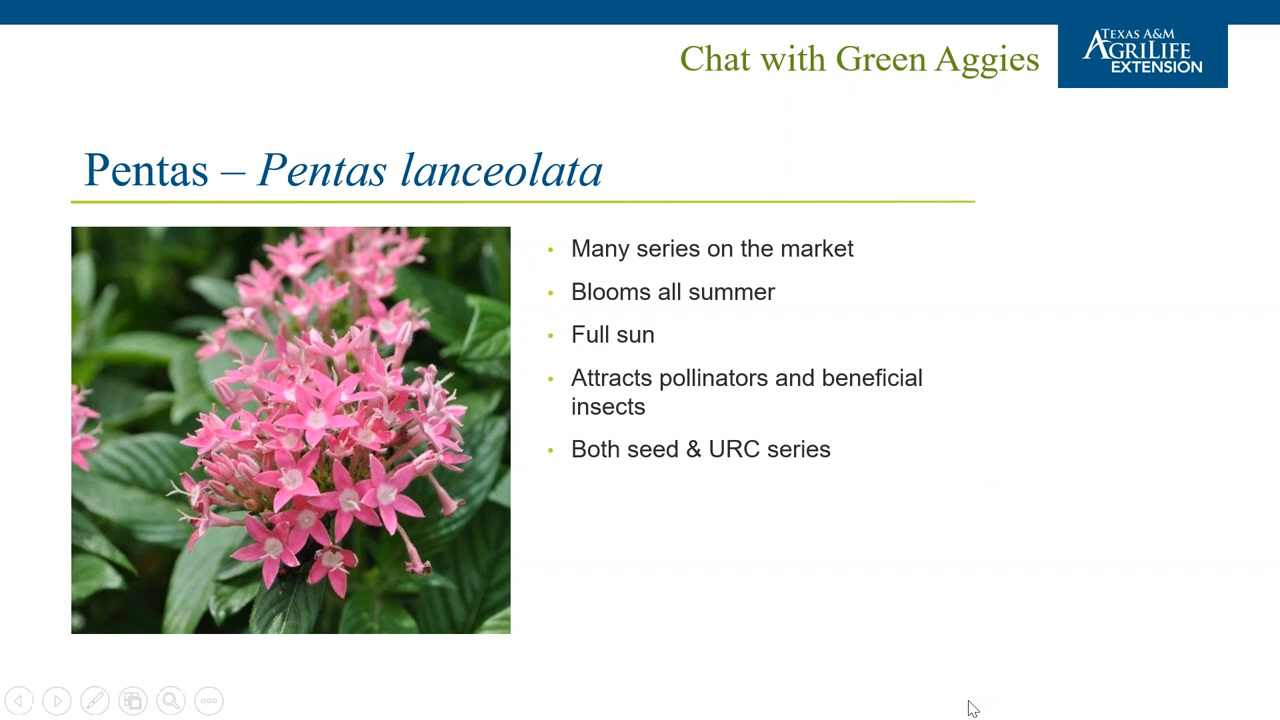 Chat with Green Aggies
TEXAS A&M
AGRILIFE
EXTENSION
Pentas – Pentas lanceolata
• Many series on the market
• Blooms all summer
• Full sun
• Attracts pollinators and beneficial
insects
• Both seed & URC series